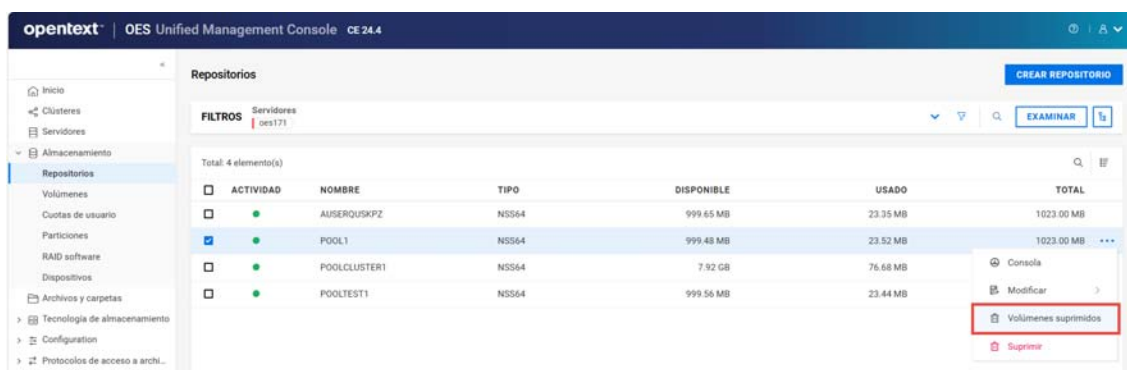 opentext™ | OES Unified Management Console CE 24.4
Repositorios
CREAR REPOSITORIO
Inicio
Clústeres
Servidores
Almacenamiento
Repositorios
Volúmenes
Cuotas de usuario
Particiones
RAID software
Dispositivos
Archivos y carpetas
Tecnología de almacenamiento
Configuration
Protocolos de acceso a archi...
FILTROS
Servidores
oes171
EXAMINAR
Total: 4 elemento(s)
ACTIVIDAD NOMBRE TIPO DISPONIBLE USADO TOTAL
AUSERQUSKPZ NSS64 999.65 MB 23.35 MB 1023.00 MB
POOL1 NSS64 999.48 MB 23.52 MB 1023.00 MB
POOLCLUSTER1 NSS64 7.92 GB 76.68 MB
POOLTEST1 NSS64 999.56 MB 23.44 MB
Consola
Modificar
Volúmenes suprimidos
Suprimir